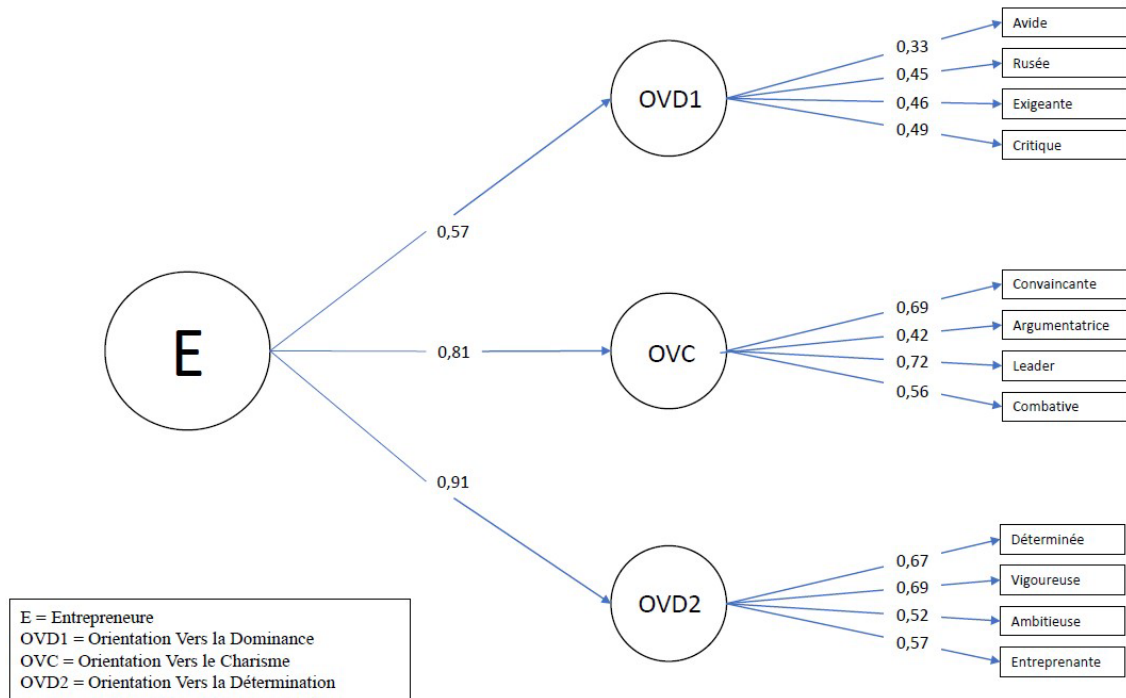 Avide
0,33
Rusée
0,45
Exigeante
0,46
Critique
0,49
OVD1
0,57
Convaincante
0,69
Argumentatrice
0,42
Leader
0,72
Combative
0,56
E
0,81
OVC
0,91
Déterminée
0,67
Vigoureuse
0,69
Ambitieuse
0,52
Entreprenante
0,57
OVD2
E = Entrepreneure
OVD1 = Orientation Vers la Dominance
OVC = Orientation Vers le Charisme
OVD2 = Orientation Vers la Détermination